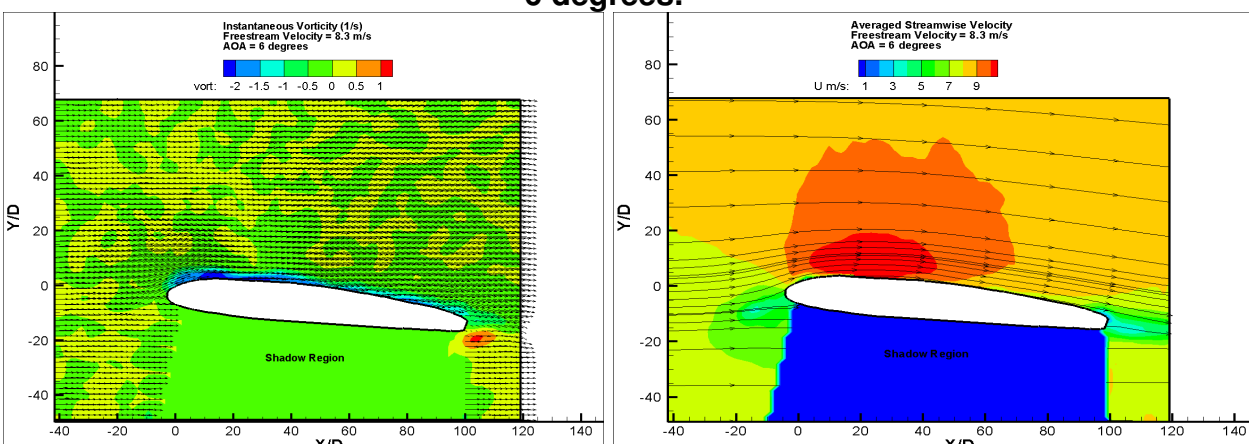 6 degrees.
Instantaneous Vorticity (1/s)
Freestream Velocity = 8.3 m/s
AOA = 6 degrees
vort: -2 -1.5 -1 -0.5 0 0.5 1
80
60
40
20
0
-20
-40
Y/D
Shadow Region
-40 -20 0 20 40 60 80 100 120 140
X/D
Averaged Streamwise Velocity
Freestream Velocity = 8.3 m/s
AOA = 6 degrees
U m/s: 1 3 5 7 9
80
60
40
20
0
-20
-40
Y/D
Shadow Region
-40 -20 0 20 40 60 80 100 120 140
X/D